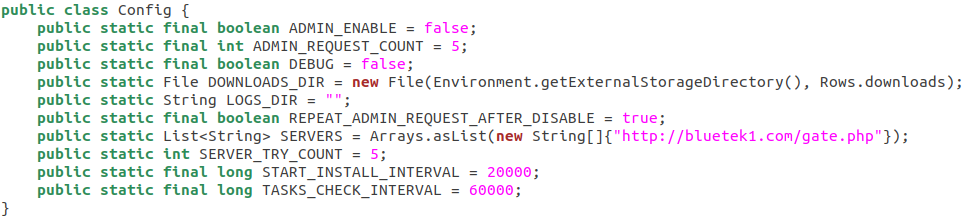 public class Config {
    public static final boolean ADMIN_ENABLE = false;
    public static final int ADMIN_REQUEST_COUNT = 5;
    public static final boolean DEBUG = false;
    public static File DOWNLOADS_DIR = new File(Environment.getExternalStorageDirectory(), Rows.downloads);
    public static String LOGS_DIR = "";
    public static final boolean REPEAT_ADMIN_REQUEST_AFTER_DISABLE = true;
    public static List<String> SERVERS = Arrays.asList(new String[]{"http://bluetek1.com/gate.php"});
    public static int SERVER_TRY_COUNT = 5;
    public static final long START_INSTALL_INTERVAL = 20000;
    public static final long TASKS_CHECK_INTERVAL = 60000;
}